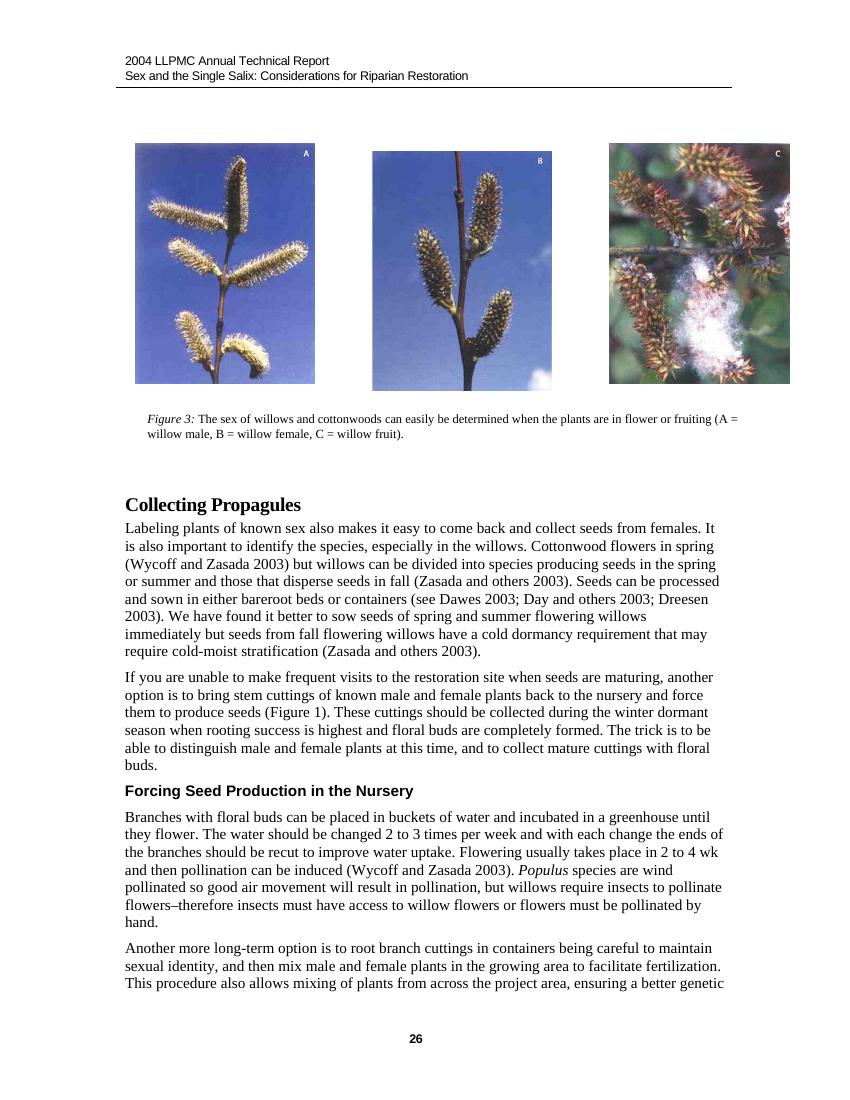 2004 LLPMC Annual Technical Report
Sex and the Single Salix: Considerations for Riparian Restoration
A
B
C
Figure 3: The sex of willows and cottonwoods can easily be determined when the plants are in flower or fruiting (A =
willow male, B = willow female, C = willow fruit).
Collecting Propagules
Labeling plants of known sex also makes it easy to come back and collect seeds from females. It
is also important to identify the species, especially in the willows. Cottonwood flowers in spring
(Wycoff and Zasada 2003) but willows can be divided into species producing seeds in the spring
or summer and those that disperse seeds in fall (Zasada and others 2003). Seeds can be processed
and sown in either bareroot beds or containers (see Dawes 2003; Day and others 2003; Dreesen
2003). We have found it better to sow seeds of spring and summer flowering willows
immediately but seeds from fall flowering willows have a cold dormancy requirement that may
require cold-moist stratification (Zasada and others 2003).
If you are unable to make frequent visits to the restoration site when seeds are maturing, another
option is to bring stem cuttings of known male and female plants back to the nursery and force
them to produce seeds (Figure 1). These cuttings should be collected during the winter dormant
season when rooting success is highest and floral buds are completely formed. The trick is to be
able to distinguish male and female plants at this time, and to collect mature cuttings with floral
buds.
Forcing Seed Production in the Nursery
Branches with floral buds can be placed in buckets of water and incubated in a greenhouse until
they flower. The water should be changed 2 to 3 times per week and with each change the ends of
the branches should be recut to improve water uptake. Flowering usually takes place in 2 to 4 wk
and then pollination can be induced (Wycoff and Zasada 2003). Populus species are wind
pollinated so good air movement will result in pollination, but willows require insects to pollinate
flowers–therefore insects must have access to willow flowers or flowers must be pollinated by
hand.
Another more long-term option is to root branch cuttings in containers being careful to maintain
sexual identity, and then mix male and female plants in the growing area to facilitate fertilization.
This procedure also allows mixing of plants from across the project area, ensuring a better genetic
26